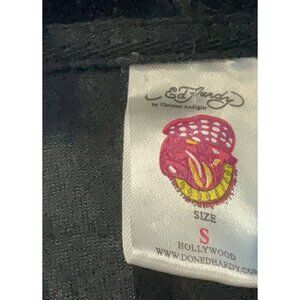 Ed Hardy
by Christian Audigier
SIZE
S
HOLLYWOOD
WWW.DONEDHARDY.COM